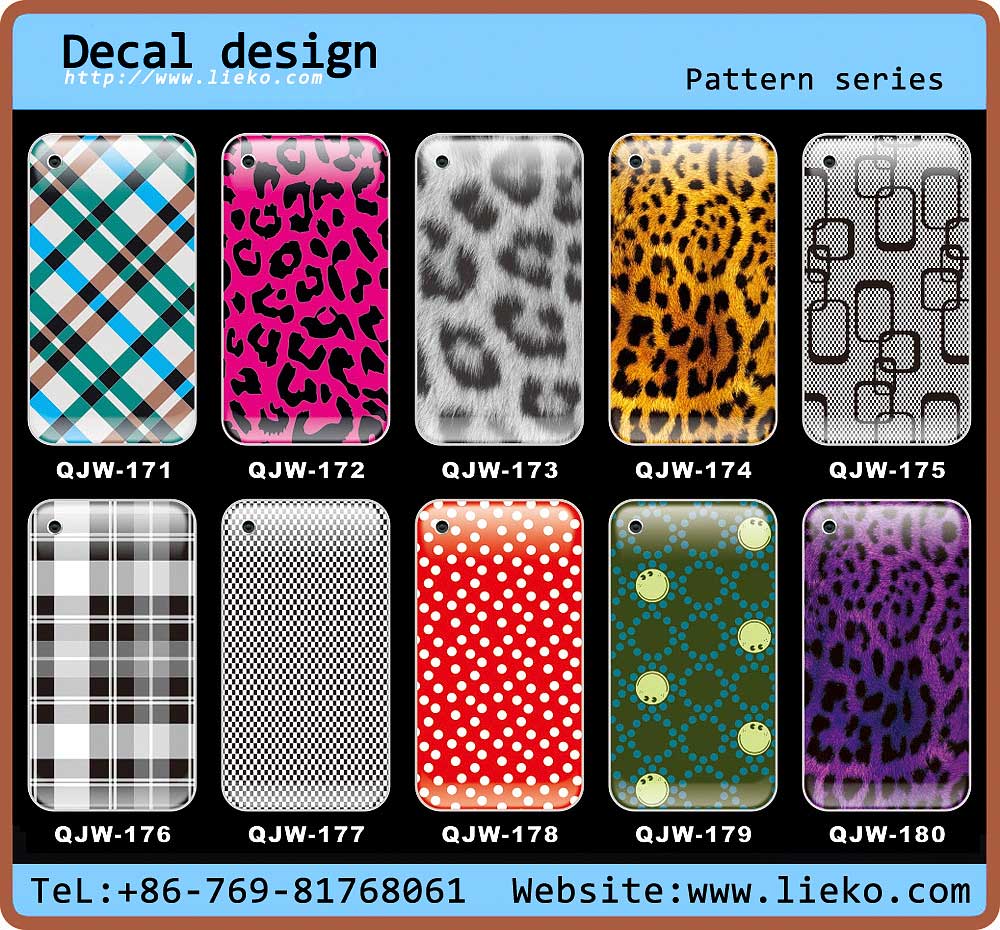 Decal design
http://www.lieko.com
Pattern series
QJW-171 QJW-172 QJW-173 QJW-174 QJW-175
QJW-176 QJW-177 QJW-178 QJW-179 QJW-180
TeL:+86-769-81768061 Website:www.lieko.com